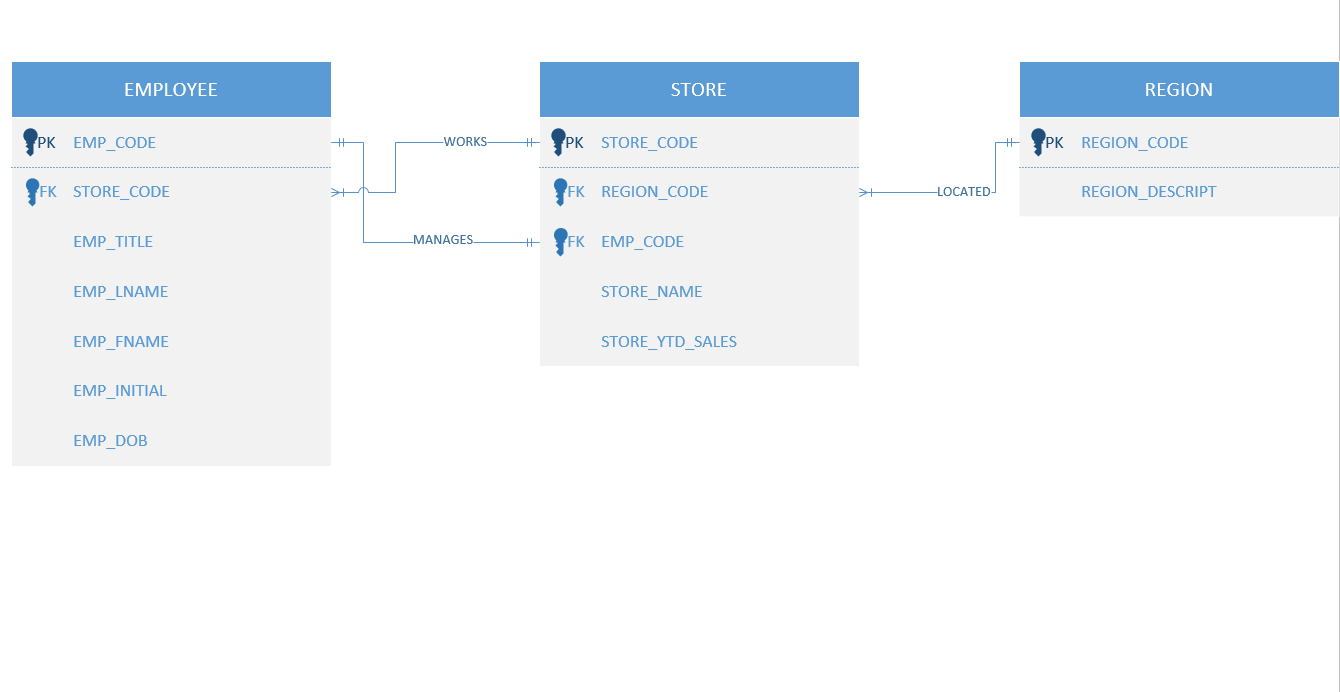 EMPLOYEE
PK EMP_CODE
FK STORE_CODE
EMP_TITLE
EMP_LNAME
EMP_FNAME
EMP_INITIAL
EMP_DOB
WORKS
MANAGES
STORE
PK STORE_CODE
FK REGION_CODE
FK EMP_CODE
STORE_NAME
STORE_YTD_SALES
LOCATED
REGION
PK REGION_CODE
REGION_DESCRIPT